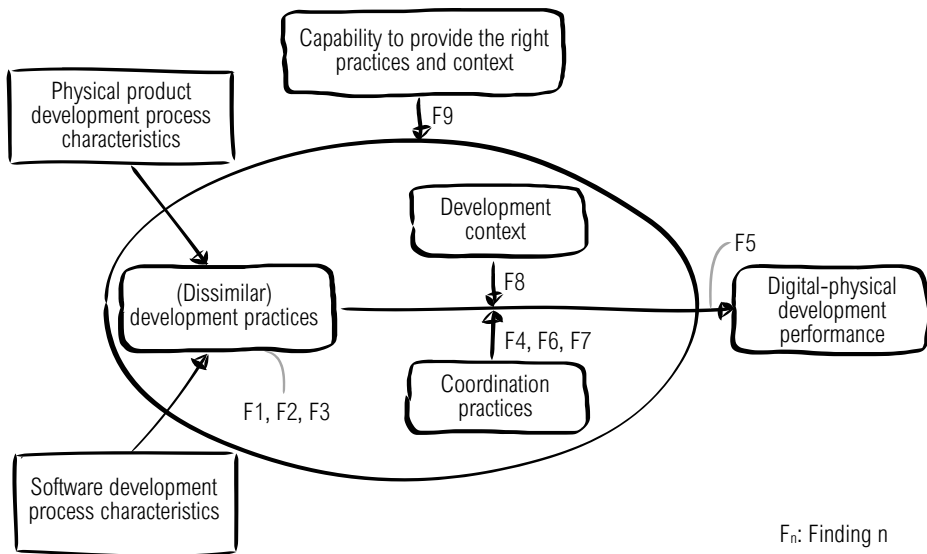 Capability to provide the right
practices and context
Physical product
development process
characteristics
F9
Development
context
F5
F8
(Dissimilar)
development practices
Digital-physical
development
performance
F4, F6, F7
Coordination
practices
F1, F2, F3
Software development
process characteristics
Fn: Finding n